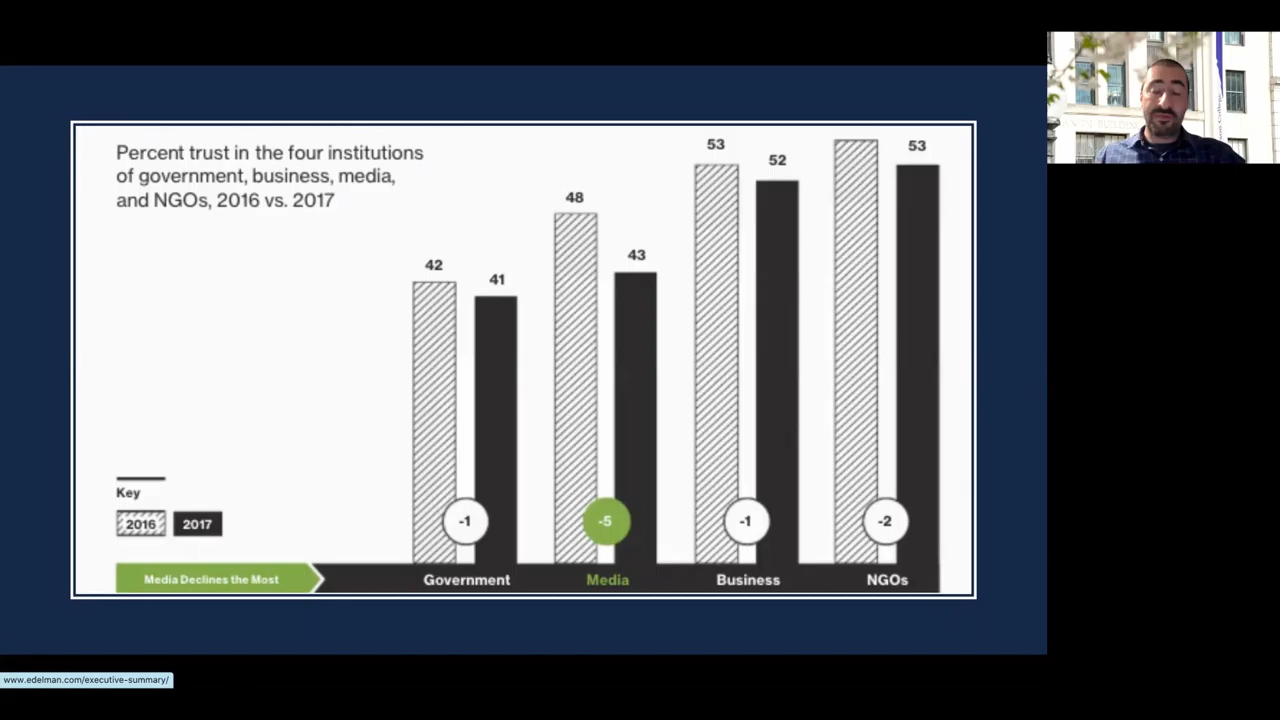 Percent trust in the four institutions
of government, business, media,
and NGOs, 2016 vs. 2017
42
41
48
43
53
52
53
Key
2016 2017
-1
-5
-1
-2
Media Declines the Most
Government
Media
Business
NGOs
www.edelman.com/executive-summary/